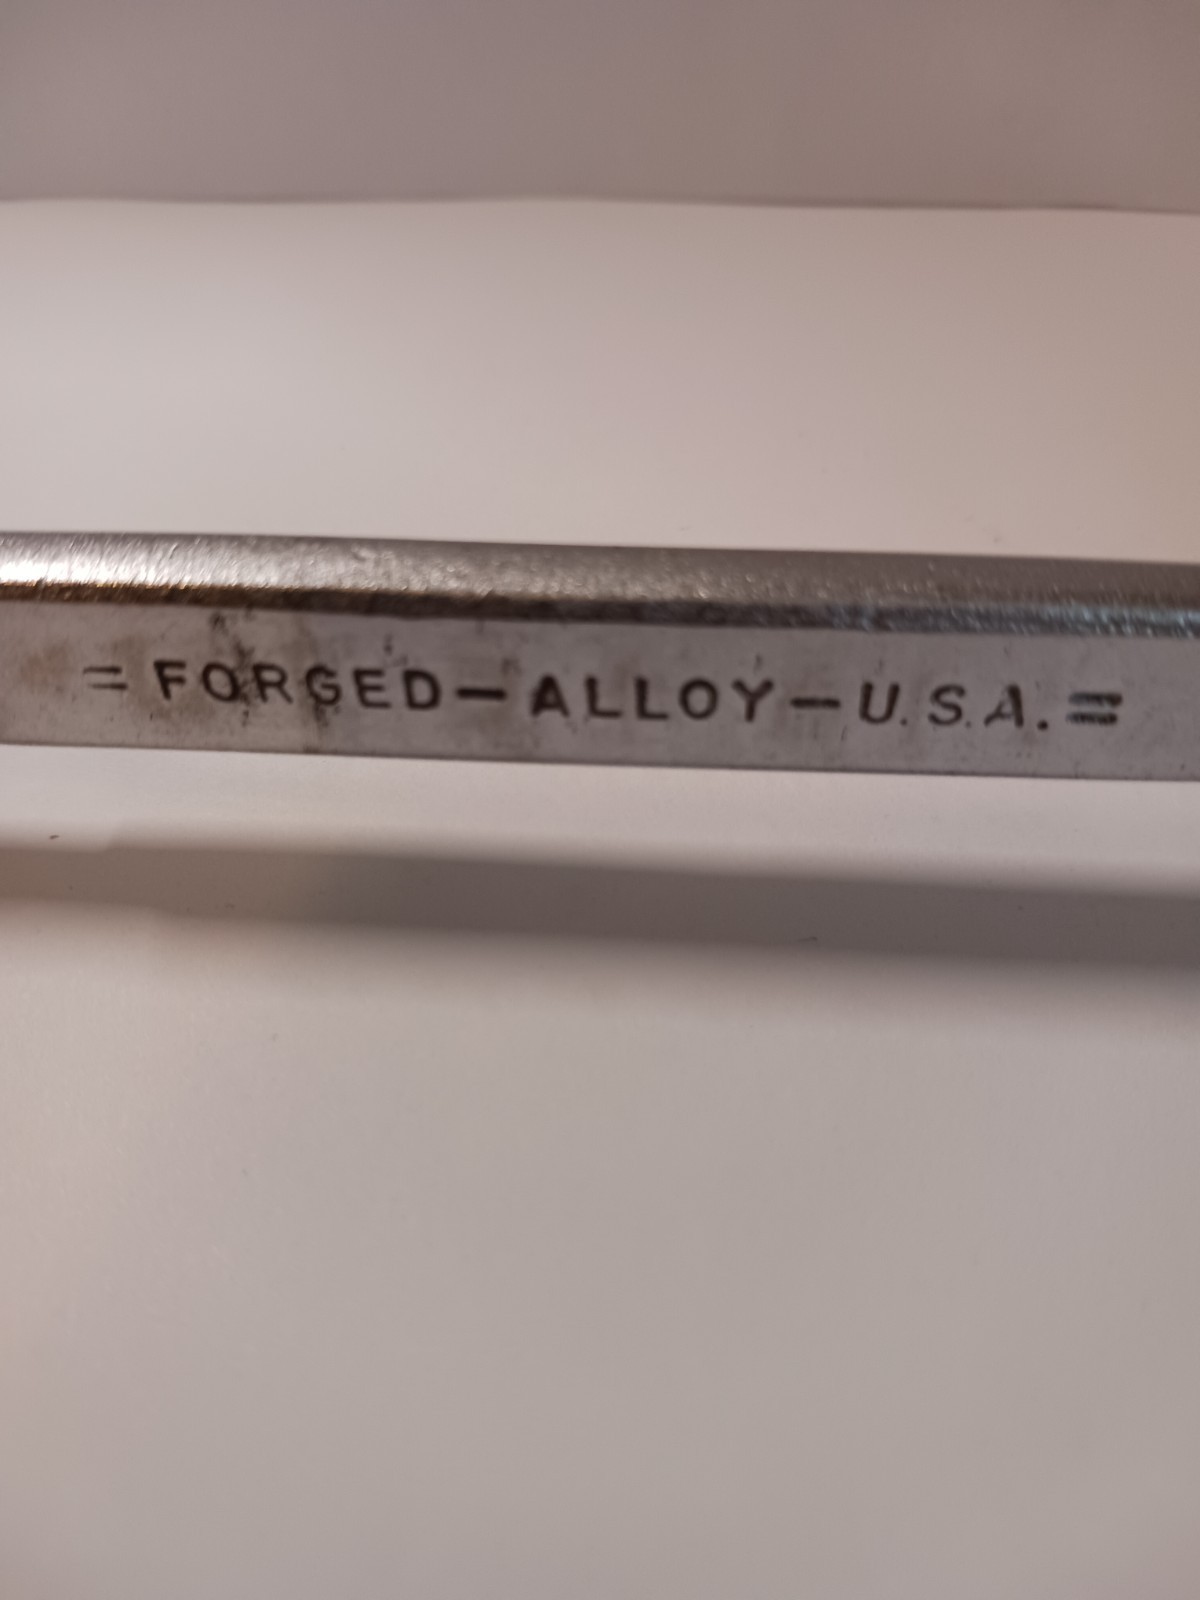 = FORGED — ALLOY — U.S.A. =